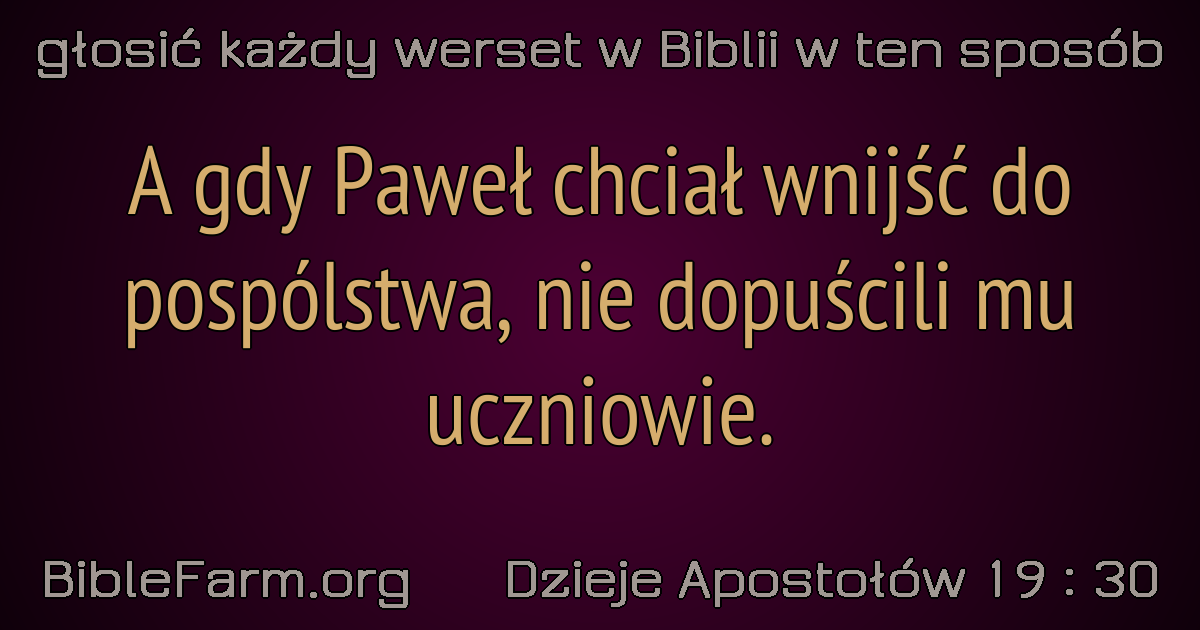 głosić każdy werset w Biblii w ten sposób
A gdy Paweł chciał wnijść do
pospólstwa, nie dopuścili mu
uczniowie.
BibleFarm.org Dzieje Apostołów 19 : 30